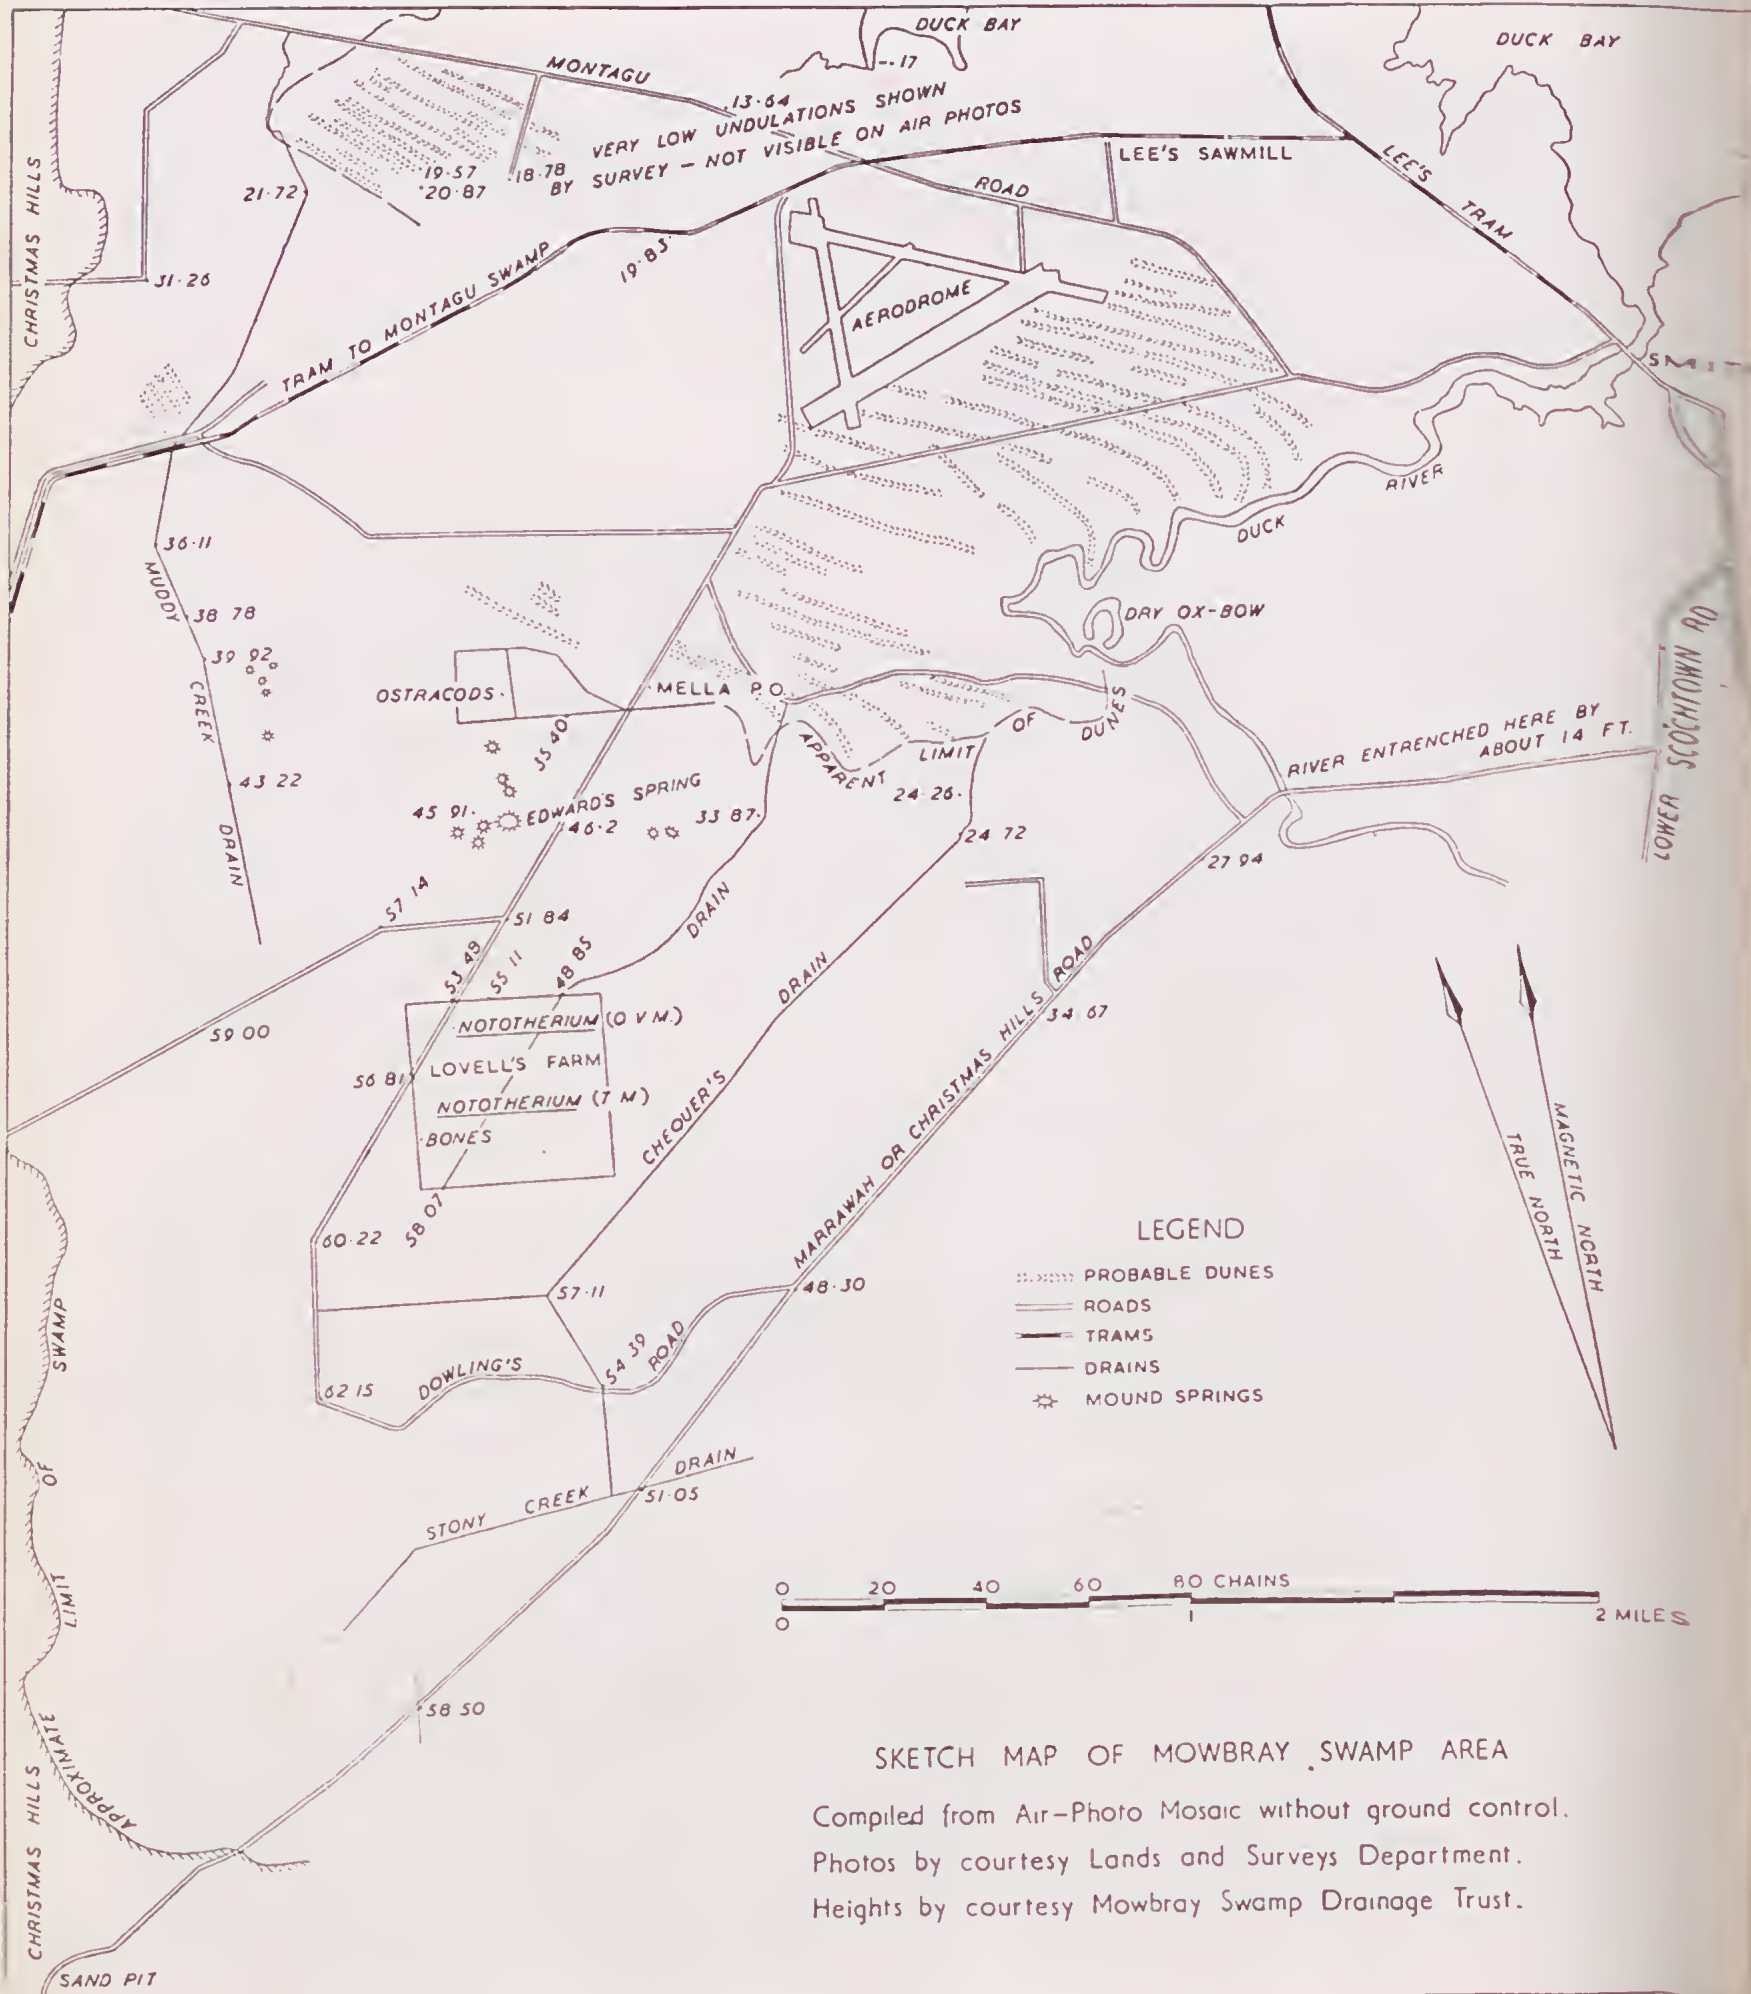 DUCK BAY
DUCK BAY
-·17
MONTAGU
13·64
VERY LOW UNDULATIONS SHOWN
BY SURVEY – NOT VISIBLE ON AIR PHOTOS
LEE'S SAWMILL
LEE'S TRAM
ROAD
CHRISTMAS HILLS
19·57
20·87
18·78
21·72
31·26
19·83
TRAM TO MONTAGU SWAMP
AERODROME
DUCK RIVER
36·11
MUDDY CREEK DRAIN
38 78
39 92
43 22
DRY OX-BOW
OSTRACODS
MELLA P.O.
35 40
APPARENT LIMIT OF DUNES
RIVER ENTRENCHED HERE BY
ABOUT 14 FT.
LOWER SCOCHTOWN RD
EDWARD'S SPRING
45 91
46·2
33 87
24·26
24 72
27 94
57 14
51 84
53 49
55 11
48 85
DRAIN
59 00
NOTOTHERIUM (O V M.)
LOVELL'S FARM
56 81
NOTOTHERIUM (T M)
BONES
58 07
CHEQUER'S DRAIN
34·67
MARRAWAH OR CHRISTMAS HILLS ROAD
TRUE NORTH
MAGNETIC NORTH
60·22
57·11
48·30
62 15
DOWLING'S ROAD
54 39
STONY CREEK DRAIN
51·05
58 50
APPROXIMATE LIMIT OF SWAMP
CHRISTMAS HILLS
SAND PIT
LEGEND
PROBABLE DUNES
ROADS
TRAMS
DRAINS
MOUND SPRINGS
0 20 40 60 80 CHAINS
0 1 2 MILES
SKETCH MAP OF MOWBRAY SWAMP AREA
Compiled from Air-Photo Mosaic without ground control.
Photos by courtesy Lands and Surveys Department.
Heights by courtesy Mowbray Swamp Drainage Trust.